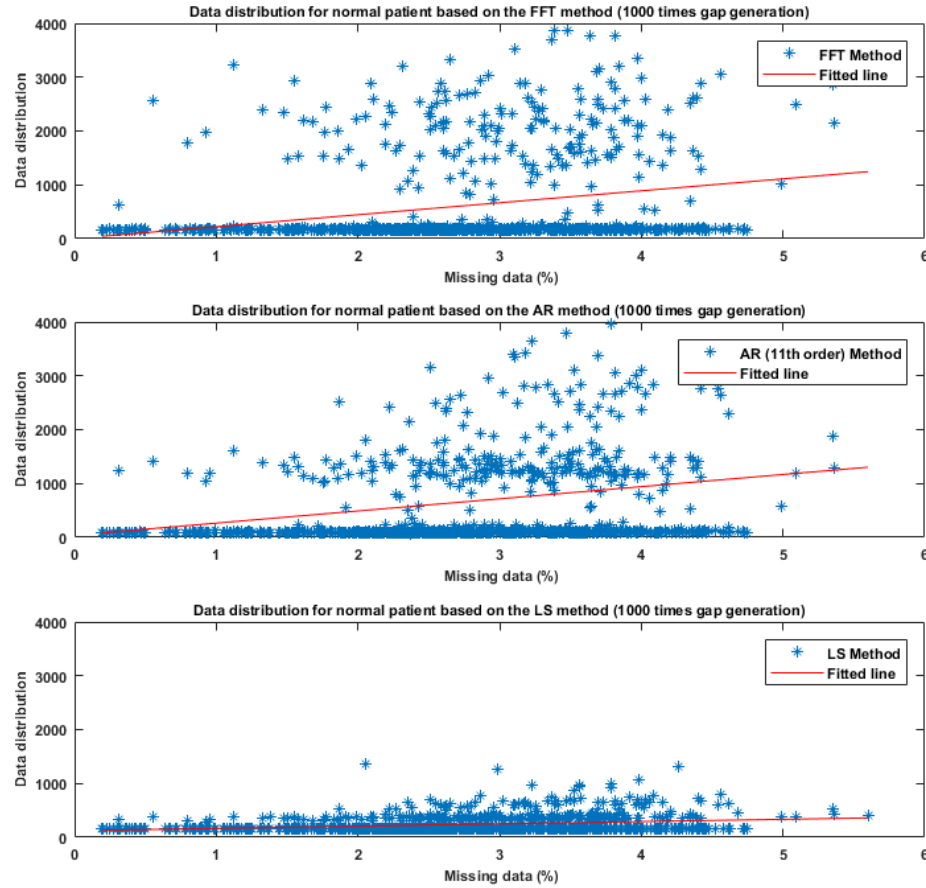 Data distribution for normal patient based on the FFT method (1000 times gap generation)
4000
3000
2000
1000
0
Data distribution
FFT Method
Fitted line
0 1 2 3 4 5 6
Missing data (%)
Data distribution for normal patient based on the AR method (1000 times gap generation)
4000
3000
2000
1000
0
Data distribution
AR (11th order) Method
Fitted line
0 1 2 3 4 5 6
Missing data (%)
Data distribution for normal patient based on the LS method (1000 times gap generation)
4000
3000
2000
1000
0
Data distribution
LS Method
Fitted line
0 1 2 3 4 5 6
Missing data (%)